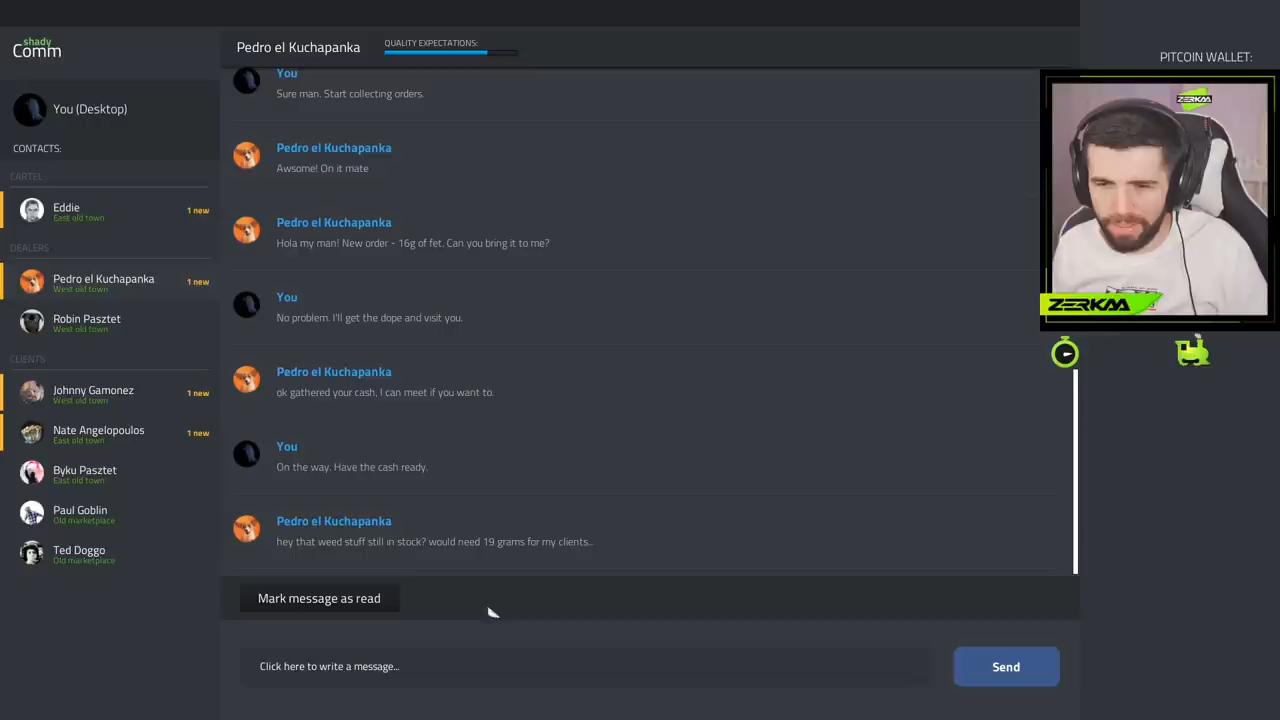 shady
Comm
You (Desktop)
CONTACTS:
CARTEL
Eddie
East old town
1 new
DEALERS
Pedro el Kuchapanka
West old town
1 new
Robin Pasztet
West old town
CLIENTS
Johnny Gamonez
West old town
1 new
Nate Angelopoulos
East old town
1 new
Byku Pasztet
East old town
Paul Goblin
Old marketplace
Ted Doggo
Old marketplace
Pedro el Kuchapanka
QUALITY EXPECTATIONS:
You
Sure man. Start collecting orders.
Pedro el Kuchapanka
Awsome! On it mate
Pedro el Kuchapanka
Hola my man! New order - 16g of fet. Can you bring it to me?
You
No problem. I'll get the dope and visit you.
Pedro el Kuchapanka
ok gathered your cash, I can meet if you want to.
You
On the way. Have the cash ready.
Pedro el Kuchapanka
hey that weed stuff still in stock? would need 19 grams for my clients...
Mark message as read
Click here to write a message...
Send
PITCOIN WALLET:
ZERKAA
ZERKAA